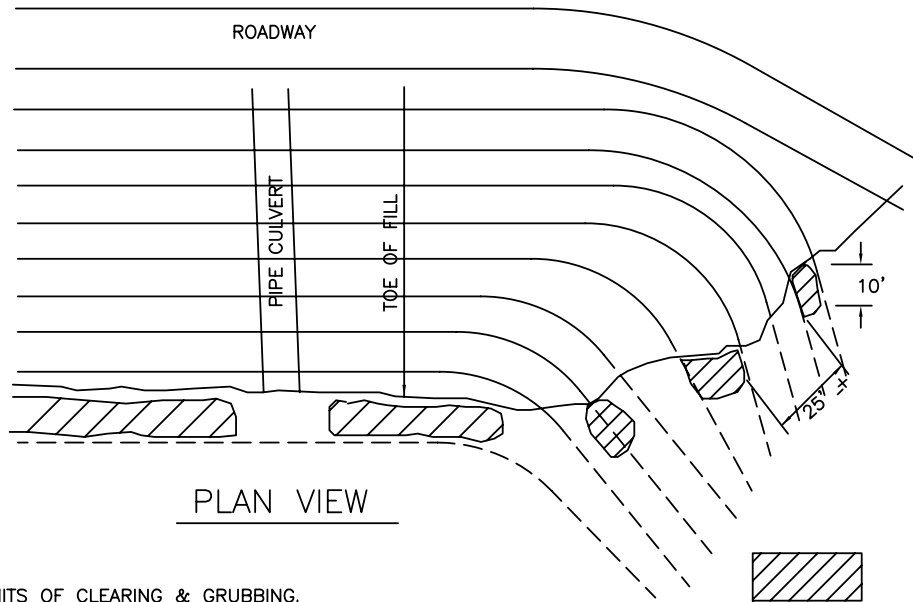 ROADWAY
PIPE CULVERT
TOE OF FILL
10'
25' +-
PLAN VIEW
ITS OF CLEARING & GRUBBING.